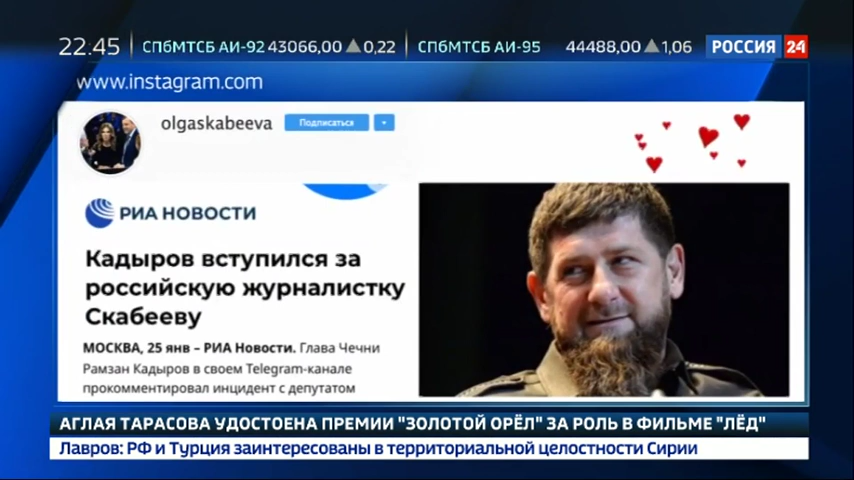 22:45 СПбМТСБ АИ-92 43066,00 ▲ 0,22 СПбМТСБ АИ-95 44488,00 ▲ 1,06 РОССИЯ 24
www.instagram.com
olgaskabeeva Подписаться
РИА НОВОСТИ
Кадыров вступился за
российскую журналистку
Скабееву
МОСКВА, 25 янв – РИА Новости. Глава Чечни
Рамзан Кадыров в своем Telegram-канале
прокомментировал инцидент с депутатом
АГЛАЯ ТАРАСОВА УДОСТОЕНА ПРЕМИИ "ЗОЛОТОЙ ОРЁЛ" ЗА РОЛЬ В ФИЛЬМЕ "ЛЁД"
Лавров: РФ и Турция заинтересованы в территориальной целостности Сирии